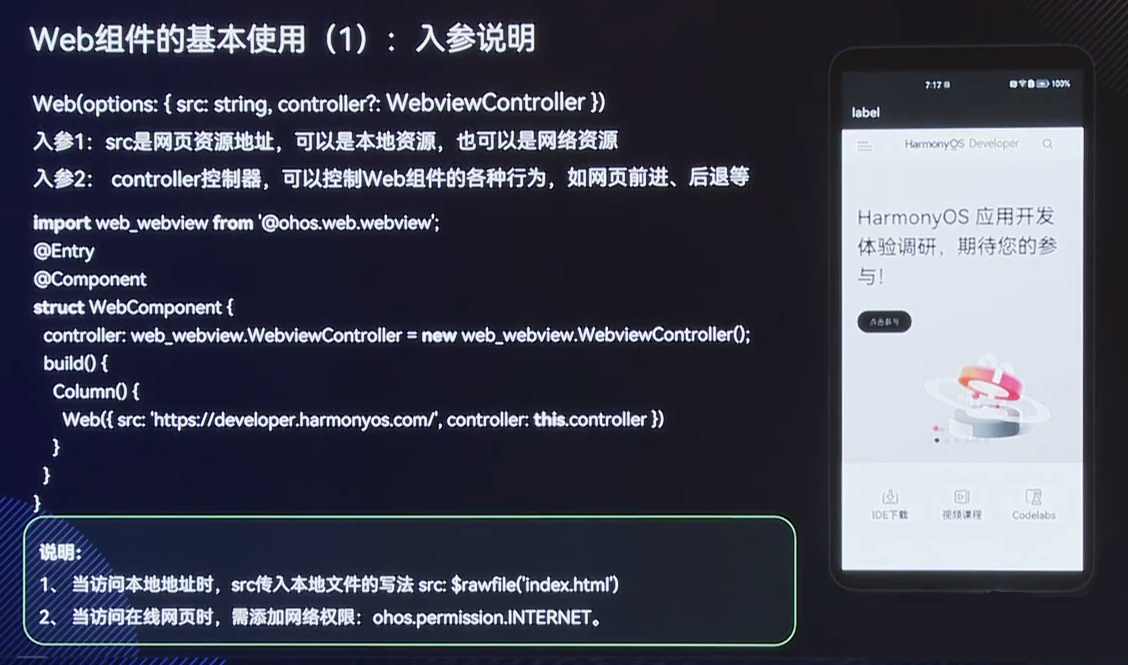 Web组件的基本使用（1）：入参说明
Web(options: { src: string, controller?: WebviewController })
入参1：src是网页资源地址，可以是本地资源，也可以是网络资源
入参2： controller控制器，可以控制Web组件的各种行为，如网页前进、后退等
import web_webview from '@ohos.web.webview';
@Entry
@Component
struct WebComponent {
controller: web_webview.WebviewController = new web_webview.WebviewController();
build() {
Column() {
Web({ src: 'https://developer.harmonyos.com/', controller: this.controller })
}
}
}
说明：
1、 当访问本地地址时，src传入本地文件的写法 src: $rawfile('index.html')
2、 当访问在线网页时，需添加网络权限：ohos.permission.INTERNET。
7:17
100%
label
HarmonyOS Developer
HarmonyOS 应用开发
体验调研，期待您的参
与！
点击参与
IDE下载
视频课程
Codelabs